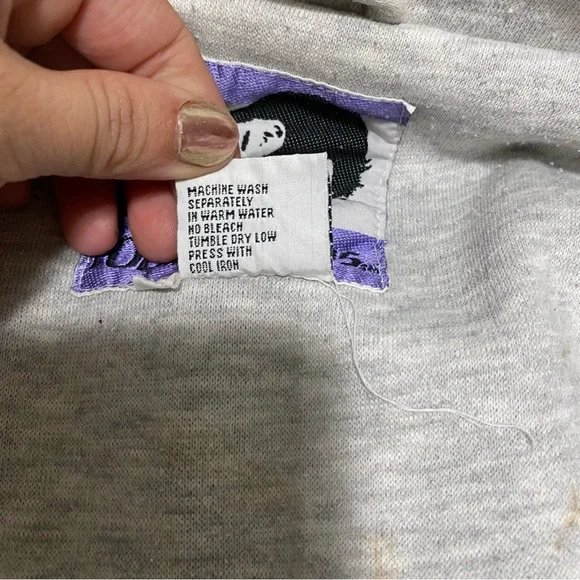 MACHINE WASH
SEPARATELY
IN WARM WATER
NO BLEACH
TUMBLE DRY LOW
PRESS WITH
COOL IRON